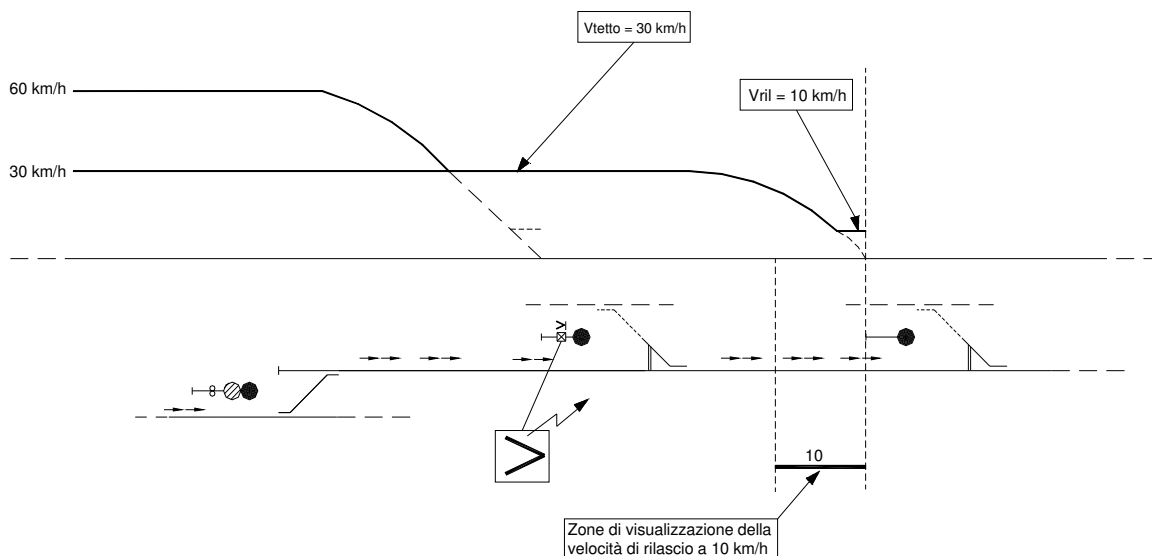 Vtetto = 30 km/h
60 km/h
Vril = 10 km/h
30 km/h
10
Zone di visualizzazione della
velocità di rilascio a 10 km/h